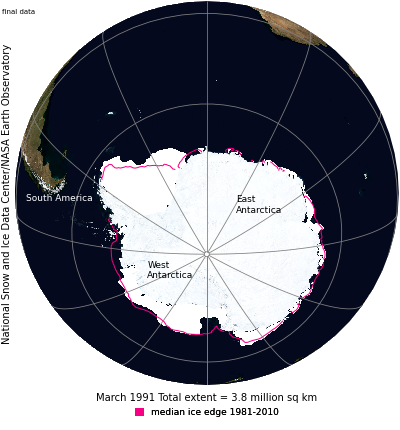 final data
National Snow and Ice Data Center/NASA Earth Observatory
South America
East
Antarctica
West
Antarctica
March 1991 Total extent = 3.8 million sq km
median ice edge 1981-2010